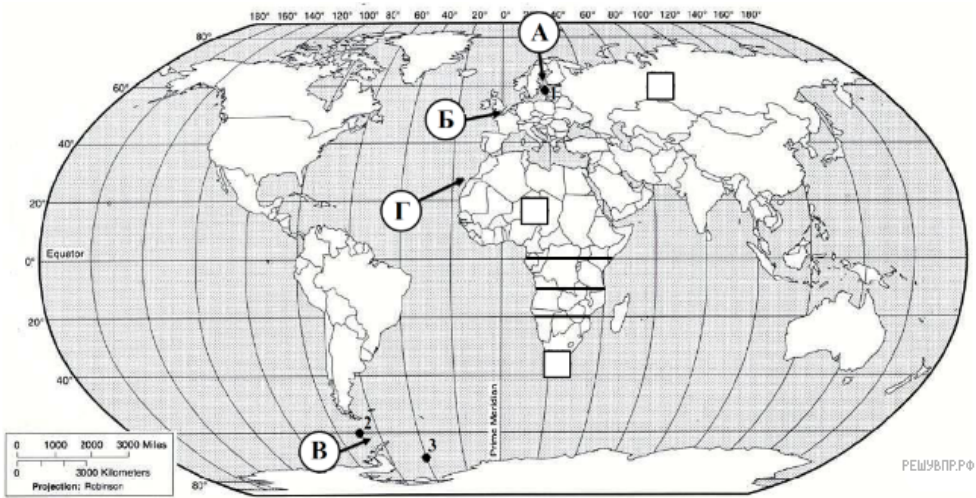 180° 160° 140° 120° 100° 80° 60° 40° 20° 0° 20° 40° 60° 80° 100° 120° 140° 160° 180°
А
80°
60°
1
Б
40°
Г
20°
Equator
0°
20°
40°
Prime Meridian
2
В
3
0 1000 2000 3000 Miles
0 3000 Kilometers
Projection: Robinson
80°
РЕШУВПР.РФ